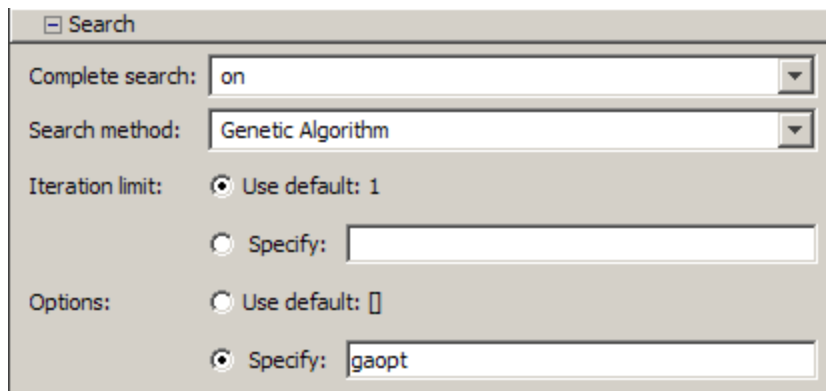 Search
Complete search: on
Search method: Genetic Algorithm
Iteration limit: Use default: 1
Specify:
Options: Use default: []
Specify: gaopt